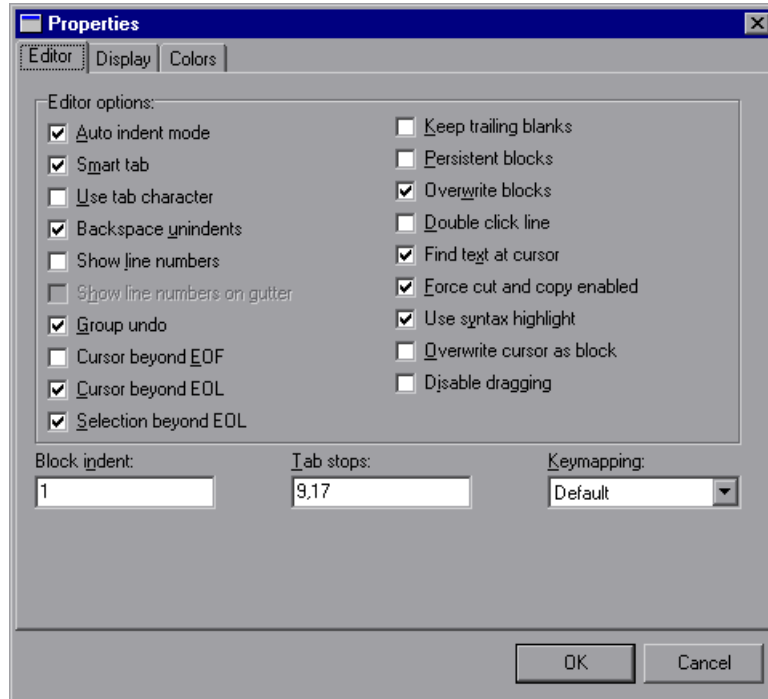 Properties
Editor Display Colors
Editor options:
Auto indent mode
Smart tab
Use tab character
Backspace unindents
Show line numbers
Show line numbers on gutter
Group undo
Cursor beyond EOF
Cursor beyond EOL
Selection beyond EOL
Keep trailing blanks
Persistent blocks
Overwrite blocks
Double click line
Find text at cursor
Force cut and copy enabled
Use syntax highlight
Overwrite cursor as block
Disable dragging
Block indent: Tab stops: Keymapping:
1 9,17 Default
OK Cancel